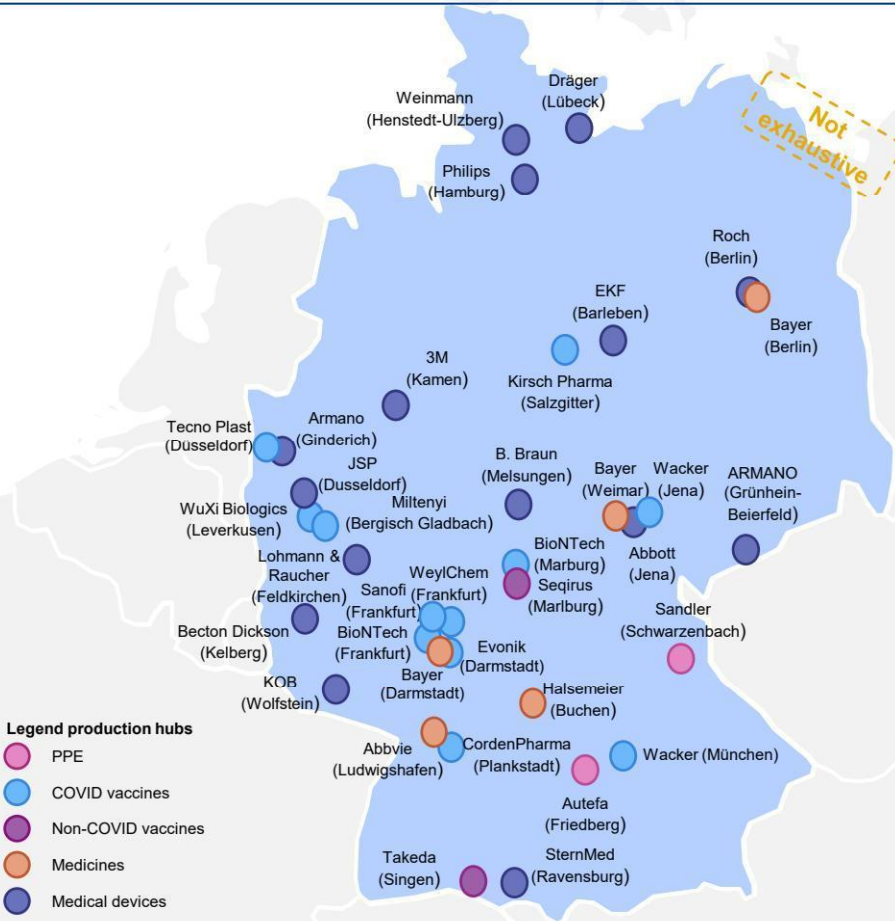 Dräger
(Lübeck)
Weinmann
(Henstedt-Ulzberg)
Not
exhaustive
Philips
(Hamburg)
Roch
(Berlin)
EKF
(Barleben)
Bayer
(Berlin)
3M
(Kamen)
Kirsch Pharma
(Salzgitter)
Tecno Plast
(Düsseldorf)
Armano
(Ginderich)
JSP
(Dusseldorf)
B. Braun
(Melsungen)
Bayer
(Weimar)
Wacker
(Jena)
ARMANO
(Grünhein-
Beierfeld)
WuXi Biologics
(Leverkusen)
Miltenyi
(Bergisch Gladbach)
BioNTech
(Marburg)
Abbott
(Jena)
Lohmann &
Raucher
(Feldkirchen)
Sanofi
(Frankfurt)
WeylChem
(Frankfurt)
Seqirus
(Marlburg)
Sandler
(Schwarzenbach)
Becton Dickson
(Kelberg)
BioNTech
(Frankfurt)
Evonik
(Darmstadt)
Bayer
(Darmstadt)
KOB
(Wolfstein)
Halsemeier
(Buchen)
Legend production hubs
PPE
COVID vaccines
Non-COVID vaccines
Medicines
Medical devices
Abbvie
(Ludwigshafen)
CordenPharma
(Plankstadt)
Wacker (München)
Autefa
(Friedberg)
Takeda
(Singen)
SternMed
(Ravensburg)